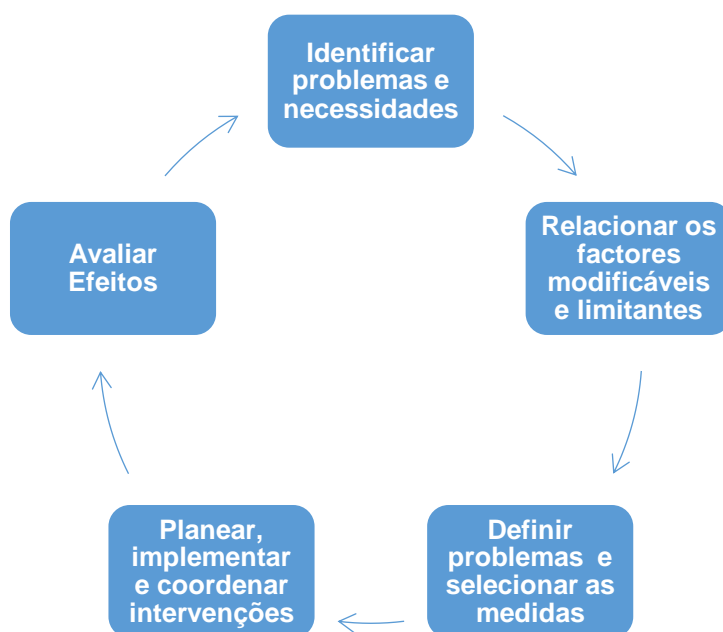 Identificar
problemas e
necessidades
Relacionar os
factores
modificáveis
e limitantes
Definir
problemas e
selecionar as
medidas
Planear,
implementar
e coordenar
intervenções
Avaliar
Efeitos